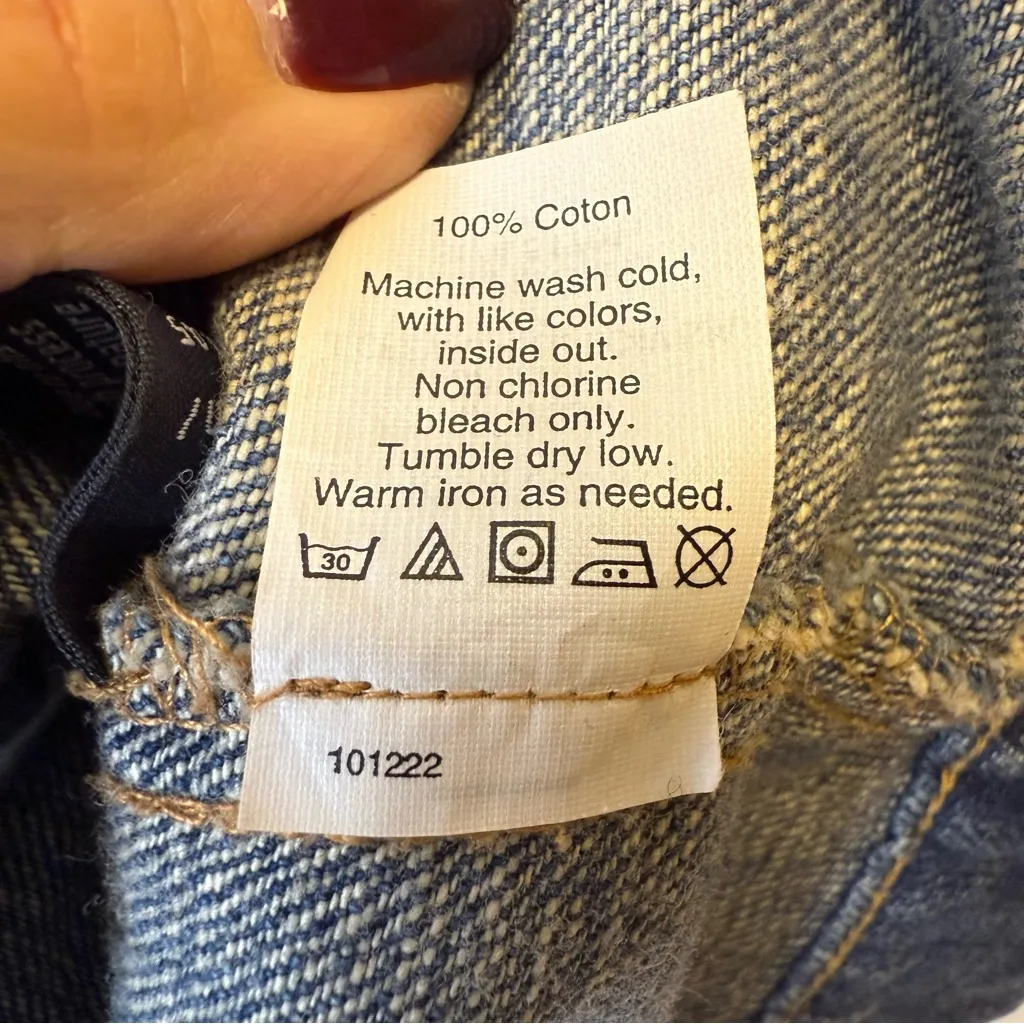 100% Coton
Machine wash cold,
with like colors,
inside out.
Non chlorine
bleach only.
Tumble dry low.
Warm iron as needed.
30
101222